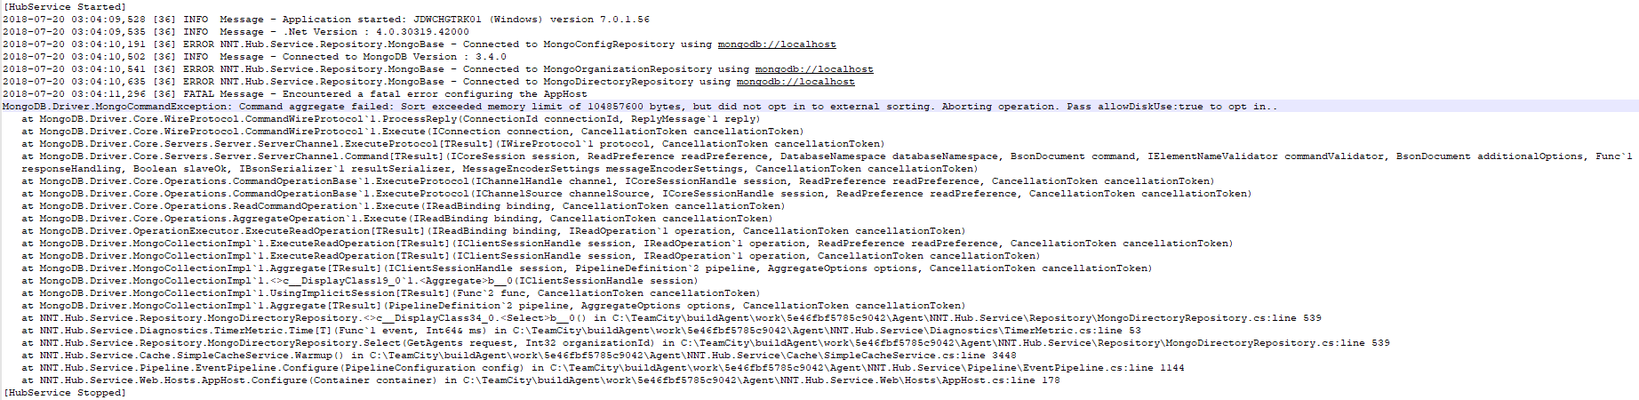 [HubService Started]
2018-07-20 03:04:09,528 [36] INFO  Message - Application started: JDWCHGTRK01 (Windows) version 7.0.1.56
2018-07-20 03:04:09,535 [36] INFO  Message - .Net Version : 4.0.30319.42000
2018-07-20 03:04:10,191 [36] ERROR NNT.Hub.Service.Repository.MongoBase - Connected to MongoConfigRepository using mongodb://localhost
2018-07-20 03:04:10,502 [36] INFO  Message - Connected to MongoDB Version : 3.4.0
2018-07-20 03:04:10,541 [36] ERROR NNT.Hub.Service.Repository.MongoBase - Connected to MongoOrganizationRepository using mongodb://localhost
2018-07-20 03:04:10,635 [36] ERROR NNT.Hub.Service.Repository.MongoBase - Connected to MongoDirectoryRepository using mongodb://localhost
2018-07-20 03:04:11,296 [36] FATAL Message - Encountered a fatal error configuring the AppHost
MongoDB.Driver.MongoCommandException: Command aggregate failed: Sort exceeded memory limit of 104857600 bytes, but did not opt in to external sorting. Aborting operation. Pass allowDiskUse:true to opt in..
   at MongoDB.Driver.Core.WireProtocol.CommandWireProtocol`1.ProcessReply(ConnectionId connectionId, ReplyMessage`1 reply)
   at MongoDB.Driver.Core.WireProtocol.CommandWireProtocol`1.Execute(IConnection connection, CancellationToken cancellationToken)
   at MongoDB.Driver.Core.Servers.Server.ServerChannel.ExecuteProtocol[TResult](IWireProtocol`1 protocol, CancellationToken cancellationToken)
   at MongoDB.Driver.Core.Servers.Server.ServerChannel.Command[TResult](ICoreSession session, ReadPreference readPreference, DatabaseNamespace databaseNamespace, BsonDocument command, IElementNameValidator commandValidator, BsonDocument additionalOptions, Func`1
   responseHandling, Boolean slaveOk, IBsonSerializer`1 resultSerializer, MessageEncoderSettings messageEncoderSettings, CancellationToken cancellationToken)
   at MongoDB.Driver.Core.Operations.CommandOperationBase`1.ExecuteProtocol(IChannelHandle channel, ICoreSessionHandle session, ReadPreference readPreference, CancellationToken cancellationToken)
   at MongoDB.Driver.Core.Operations.CommandOperationBase`1.ExecuteProtocol(IChannelSource channelSource, ICoreSessionHandle session, ReadPreference readPreference, CancellationToken cancellationToken)
   at MongoDB.Driver.Core.Operations.ReadCommandOperation`1.Execute(IReadBinding binding, CancellationToken cancellationToken)
   at MongoDB.Driver.Core.Operations.AggregateOperation`1.Execute(IReadBinding binding, CancellationToken cancellationToken)
   at MongoDB.Driver.OperationExecutor.ExecuteReadOperation[TResult](IReadBinding binding, IReadOperation`1 operation, CancellationToken cancellationToken)
   at MongoDB.Driver.MongoCollectionImpl`1.ExecuteReadOperation[TResult](IClientSessionHandle session, IReadOperation`1 operation, ReadPreference readPreference, CancellationToken cancellationToken)
   at MongoDB.Driver.MongoCollectionImpl`1.ExecuteReadOperation[TResult](IClientSessionHandle session, IReadOperation`1 operation, CancellationToken cancellationToken)
   at MongoDB.Driver.MongoCollectionImpl`1.Aggregate[TResult](IClientSessionHandle session, PipelineDefinition`2 pipeline, AggregateOptions options, CancellationToken cancellationToken)
   at MongoDB.Driver.MongoCollectionImpl`1.<>c__DisplayClass19_0`1.<Aggregate>b__0(IClientSessionHandle session)
   at MongoDB.Driver.MongoCollectionImpl`1.UsingImplicitSession[TResult](Func`2 func, CancellationToken cancellationToken)
   at MongoDB.Driver.MongoCollectionImpl`1.Aggregate[TResult](PipelineDefinition`2 pipeline, AggregateOptions options, CancellationToken cancellationToken)
   at NNT.Hub.Service.Repository.MongoDirectoryRepository.<>c__DisplayClass34_0.<Select>b__0() in C:\TeamCity\buildAgent\work\5e46fbf5785c9042\Agent\NNT.Hub.Service\Repository\MongoDirectoryRepository.cs:line 539
   at NNT.Hub.Service.Diagnostics.TimerMetric.Time[T](Func`1 event, Int64& ms) in C:\TeamCity\buildAgent\work\5e46fbf5785c9042\Agent\NNT.Hub.Service\Diagnostics\TimerMetric.cs:line 53
   at NNT.Hub.Service.Repository.MongoDirectoryRepository.Select(GetAgents request, Int32 organizationId) in C:\TeamCity\buildAgent\work\5e46fbf5785c9042\Agent\NNT.Hub.Service\Repository\MongoDirectoryRepository.cs:line 539
   at NNT.Hub.Service.Cache.SimpleCacheService.Warmup() in C:\TeamCity\buildAgent\work\5e46fbf5785c9042\Agent\NNT.Hub.Service\Cache\SimpleCacheService.cs:line 3448
   at NNT.Hub.Service.Pipeline.EventPipeline.Configure(PipelineConfiguration config) in C:\TeamCity\buildAgent\work\5e46fbf5785c9042\Agent\NNT.Hub.Service\Pipeline\EventPipeline.cs:line 1144
   at NNT.Hub.Service.Web.Hosts.AppHost.Configure(Container container) in C:\TeamCity\buildAgent\work\5e46fbf5785c9042\Agent\NNT.Hub.Service.Web\Hosts\AppHost.cs:line 178
[HubService Stopped]